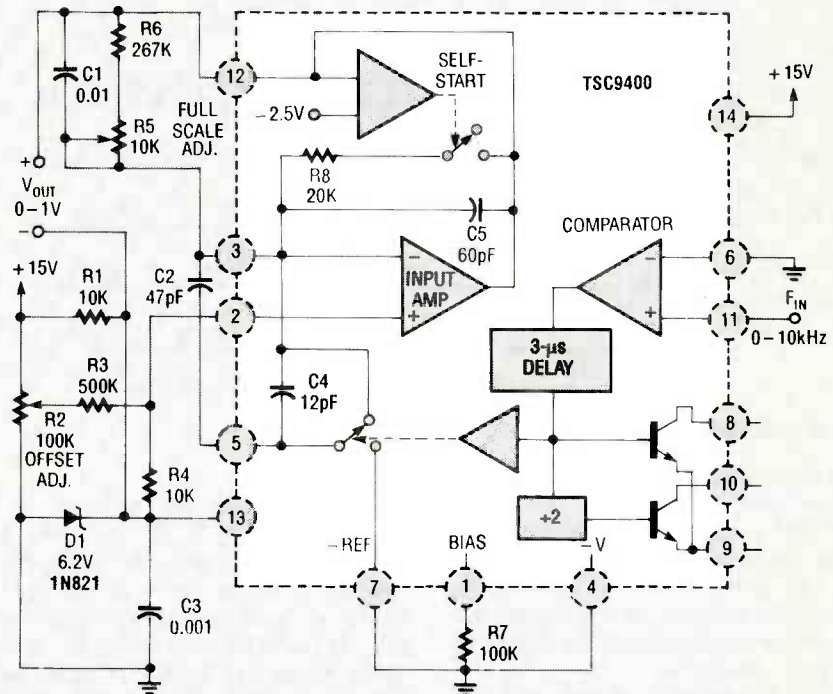 R6
267K
C1
0.01
R5
10K
FULL
SCALE
ADJ.
+
V_OUT
0–1V
–
+15V
R1
10K
C2
47pF
R3
500K
R2
100K
OFFSET
ADJ.
R4
10K
D1
6.2V
1N821
C3
0.001
12
3
2
5
13
SELF-
START
TSC9400
–2.5V
R8
20K
C5
60pF
–
INPUT
AMP
+
C4
12pF
COMPARATOR
–
+
3-µs
DELAY
+2
–REF
BIAS
–V
7
1
4
R7
100K
+15V
14
6
11
F_IN
0–10kHz
8
10
9